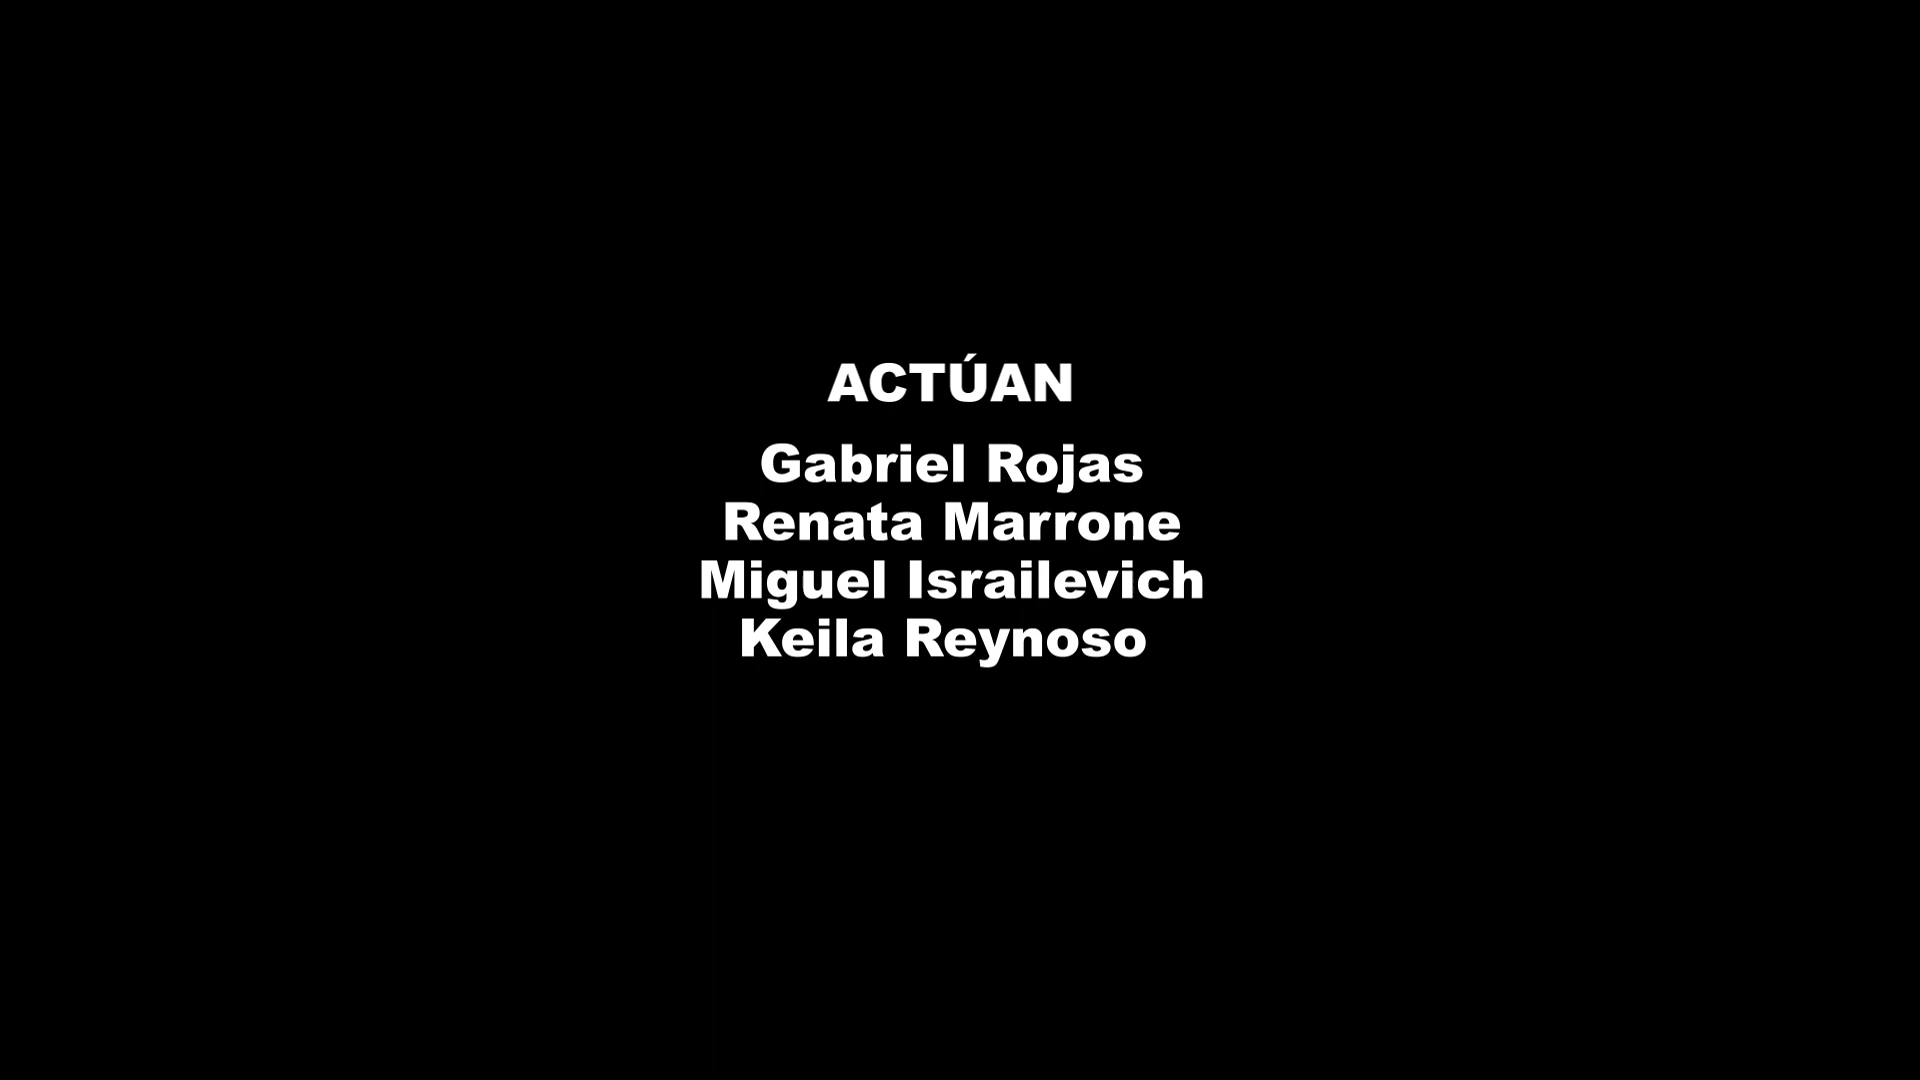 ACTÚAN
Gabriel Rojas
Renata Marrone
Miguel Israilevich
Keila Reynoso